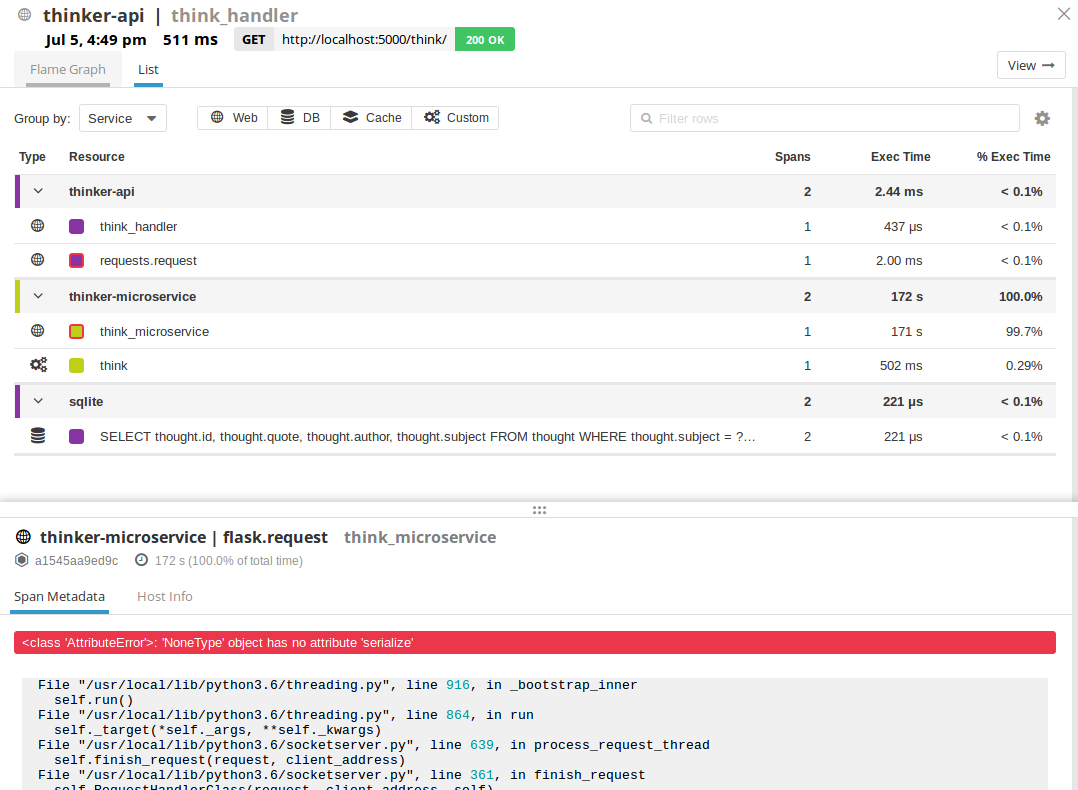 thinker-api | think_handler
Jul 5, 4:49 pm 511 ms GET http://localhost:5000/think/ 200 OK
Flame Graph List View →
Group by: Service Web DB Cache Custom Filter rows
Type Resource Spans Exec Time % Exec Time
thinker-api 2 2.44 ms < 0.1%
think_handler 1 437 μs < 0.1%
requests.request 1 2.00 ms < 0.1%
thinker-microservice 2 172 s 100.0%
think_microservice 1 171 s 99.7%
think 1 502 ms 0.29%
sqlite 2 221 μs < 0.1%
SELECT thought.id, thought.quote, thought.author, thought.subject FROM thought WHERE thought.subject = ?... 2 221 μs < 0.1%
thinker-microservice | flask.request think_microservice
a1545aa9ed9c 172 s (100.0% of total time)
Span Metadata Host Info
<class 'AttributeError'>: 'NoneType' object has no attribute 'serialize'
File "/usr/local/lib/python3.6/threading.py", line 916, in _bootstrap_inner
self.run()
File "/usr/local/lib/python3.6/threading.py", line 864, in run
self._target(*self._args, **self._kwargs)
File "/usr/local/lib/python3.6/socketserver.py", line 639, in process_request_thread
self.finish_request(request, client_address)
File "/usr/local/lib/python3.6/socketserver.py", line 361, in finish_request
self.RequestHandlerClass(request, client_address, self)